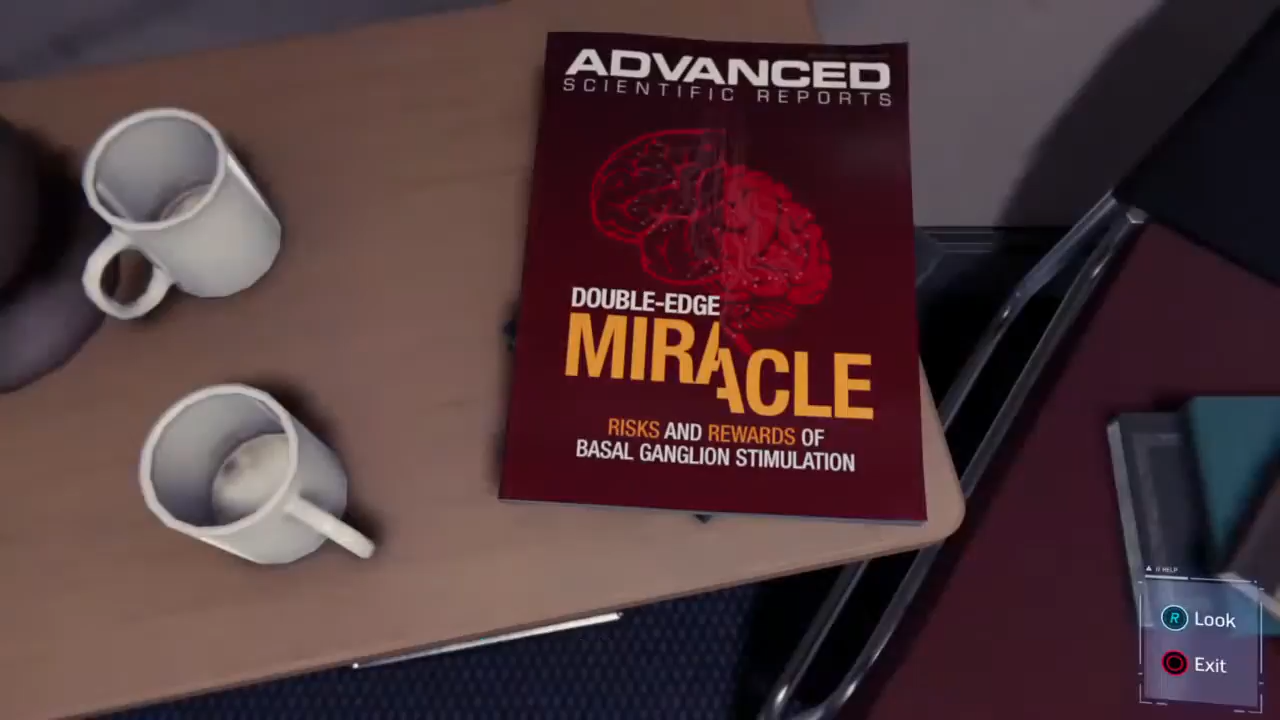 ADVANCED
SCIENTIFIC REPORTS
DOUBLE-EDGE
MIRACLE
RISKS AND REWARDS OF
BASAL GANGLION STIMULATION
R Look
Exit